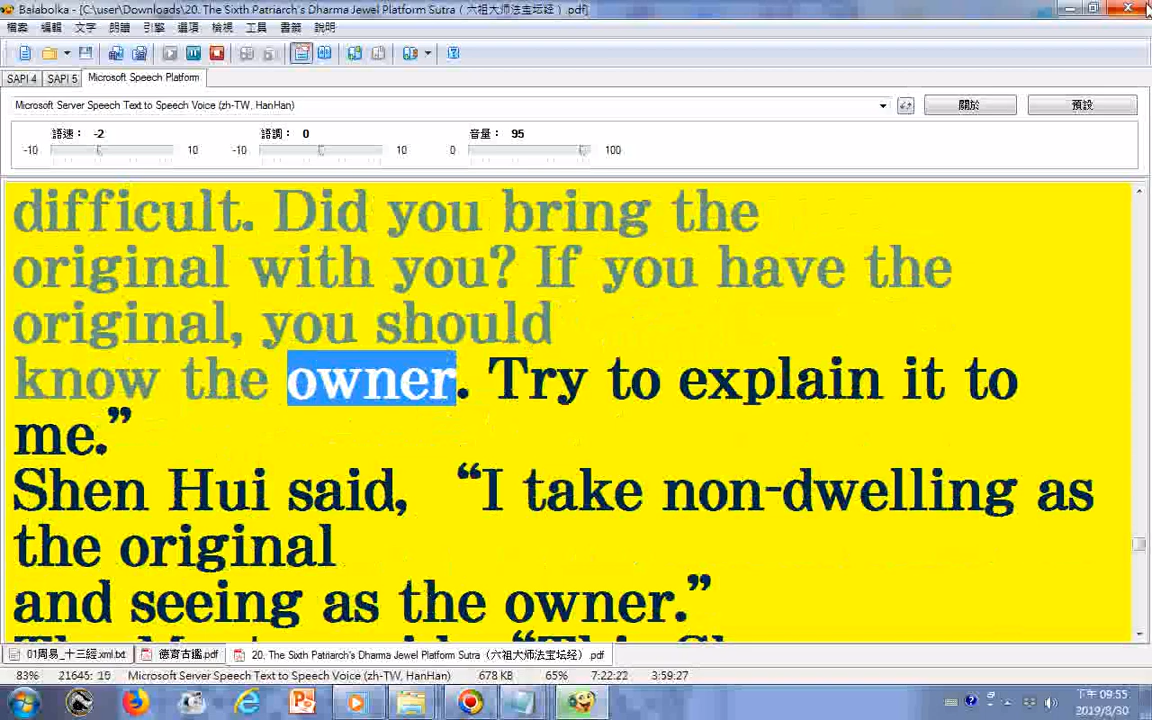 Balabolka - [C:\user\Downloads\20. The Sixth Patriarch's Dharma Jewel Platform Sutra（六祖大师法宝坛经）pdf]
檔案 編輯 文字 朗讀 引擎 選項 檢視 工具 書籤 說明
SAPI 4 SAPI 5 Microsoft Speech Platform
Microsoft Server Speech Text to Speech Voice (zh-TW, HanHan) 關於 預設
語速： -2 語調： 0 音量： 95
-10 10 -10 10 0 100
difficult. Did you bring the
original with you? If you have the
original, you should
know the owner. Try to explain it to
me.”
Shen Hui said, “I take non-dwelling as
the original
and seeing as the owner.”
01周易_十三經.xml.txt 德育古鑑.pdf 20. The Sixth Patriarch's Dharma Jewel Platform Sutra（六祖大师法宝坛经）pdf
83% 21645: 15 Microsoft Server Speech Text to Speech Voice (zh-TW, HanHan) 678 KB 65% 7:22:22 3:59:27
下午 09:55
2019/8/30